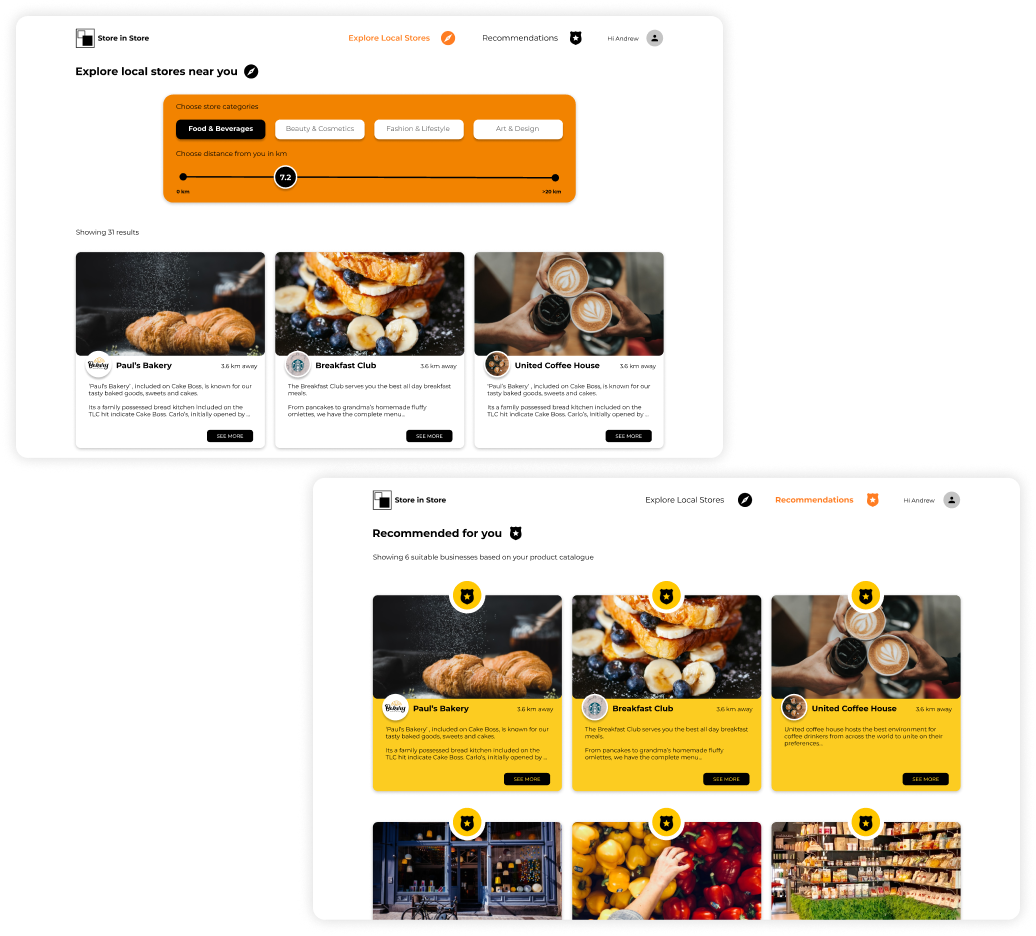 Store in Store
Explore Local Stores
Recommendations
Hi Andrew
Explore local stores near you
Choose store categories
Food & Beverages
Beauty & Cosmetics
Fashion & Lifestyle
Art & Design
Choose distance from you in km
7.2
0 km
>20 km
Showing 31 results
Bakery
Paul's Bakery
3.6 km away
'Paul's Bakery' , included on Cake Boss, is known for our
tasty baked goods, sweets and cakes.
Its a family possessed bread kitchen Included on the
TLC hit indicate Cake Boss. Carlo's, initially opened by ...
SEE MORE
Breakfast Club
3.6 km away
The Breakfast Club serves you the best all day breakfast
meals.
From pancakes to grandma's homemade fluffy
omlettes, we have the complete menu...
SEE MORE
United Coffee House
3.6 km away
'Paul's Bakery' , included on Cake Boss, is known for our
tasty baked goods, sweets and cakes.
Its a family possessed bread kitchen Included on the
TLC hit indicate Cake Boss. Carlo's, initially opened by ...
SEE MORE
Store in Store
Explore Local Stores
Recommendations
Hi Andrew
Recommended for you
Showing 6 suitable businesses based on your product catalogue
Bakery
Paul's Bakery
3.6 km away
'Paul's Bakery' , included on Cake Boss, is known for our
tasty baked goods, sweets and cakes.
Its a family possessed bread kitchen Included on the
TLC hit indicate Cake Boss. Carlo's, initially opened by ...
SEE MORE
Breakfast Club
3.6 km away
The Breakfast Club serves you the best all day breakfast
meals.
From pancakes to grandma's homemade fluffy
omlettes, we have the complete menu...
SEE MORE
United Coffee House
3.6 km away
United coffee house hosts the best environment for
coffee drinkers from across the world to unite on their
preferences...
SEE MORE